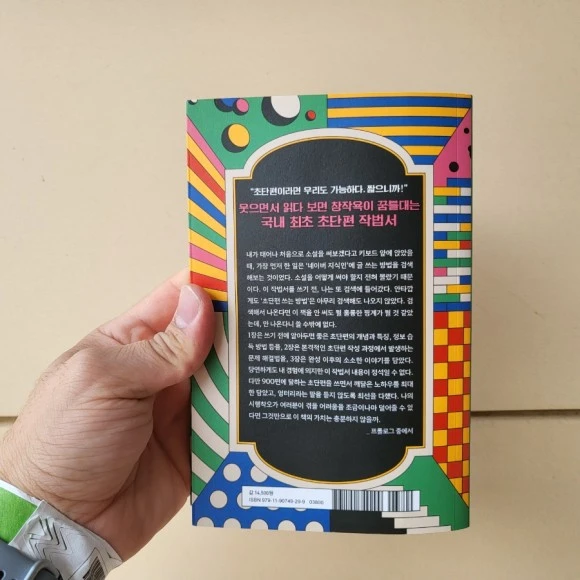 "초단편이라면 우리도 가능하다. 짧으니까!"
웃으면서 읽다 보면 창작욕이 꿈틀대는
국내 최초 초단편 작법서
내가 태어나 처음으로 소설을 써보겠다고 키보드 앞에 앉았을
때, 가장 먼저 한 일은 '네이버 지식인'에 글 쓰는 방법을 검색
해보는 것이었다. 소설을 어떻게 써야 할지 전혀 몰랐기 때문
이다. 이 작법서를 쓰기 전, 나는 또 검색에 들어갔다. 안타깝
게도 '초단편 쓰는 방법'은 아무리 검색해도 나오지 않았다. 검
색해서 나온다면 이 책을 안 써도 될 훌륭한 핑계가 될 것 같았
는데, 안 나온다니 쓸 수밖에 없다.
1장은 쓰기 전에 알아두면 좋은 초단편의 개념과 특징, 정보 습
득 방법 등을, 2장은 본격적인 초단편 작성 과정에서 발생하는
문제 해결법을, 3장은 완성 이후의 소소한 이야기를 담았다.
당연하게도 내 경험에 의지한 이 작법서 내용이 정석일 수 없다.
다만 900편에 달하는 초단편을 쓰면서 깨달은 노하우를 최대
한 담았고, 엉터리라는 말을 듣지 않도록 최선을 다했다. 나의
시행착오가 여러분이 겪을 어려움을 조금이나마 덜어줄 수 있
다면 그것만으로 이 책의 가치는 충분하지 않을까.
_ 프롤로그 중에서
값 14,500원
ISBN 979-11-90749-29-9 03800